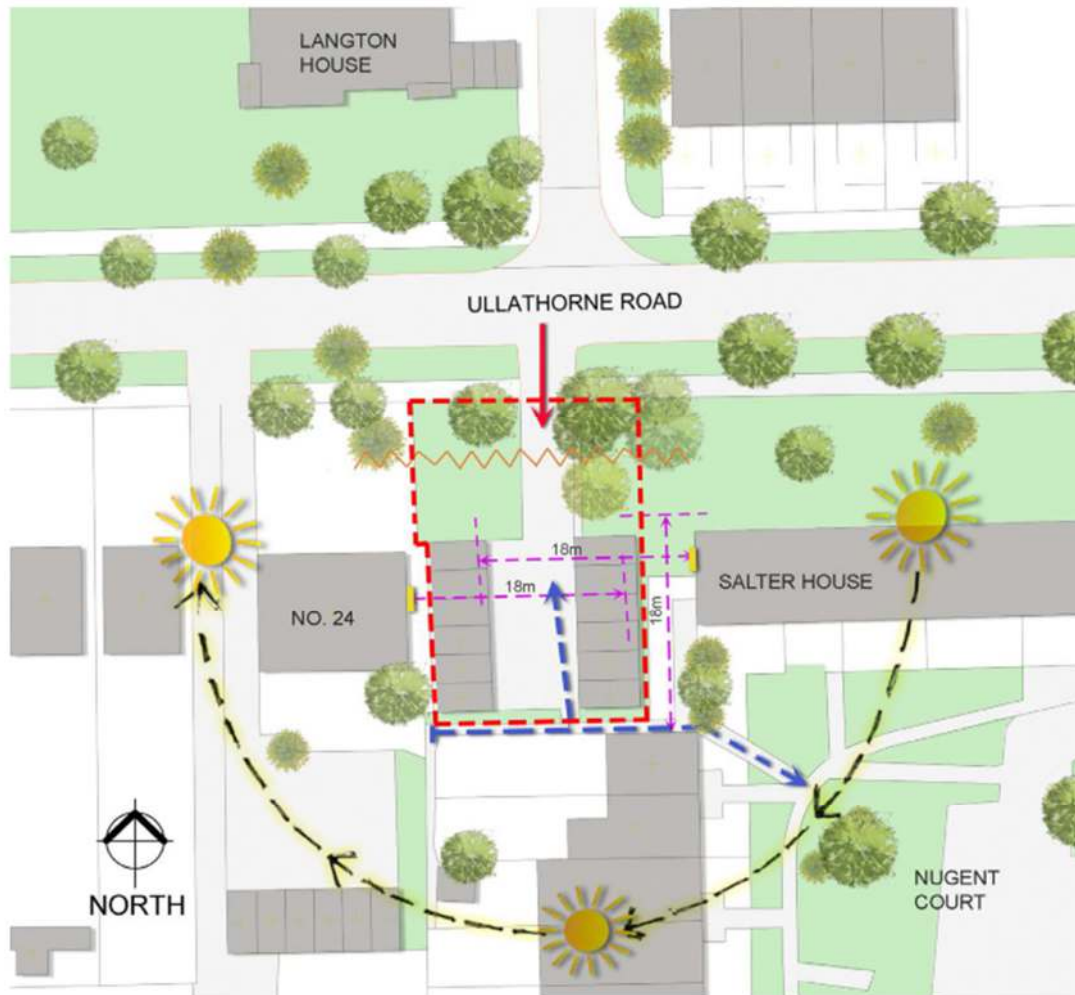 LANGTON
HOUSE
ULLATHORNE ROAD
18m
18m
18m
SALTER HOUSE
NO. 24
NORTH
NUGENT
COURT